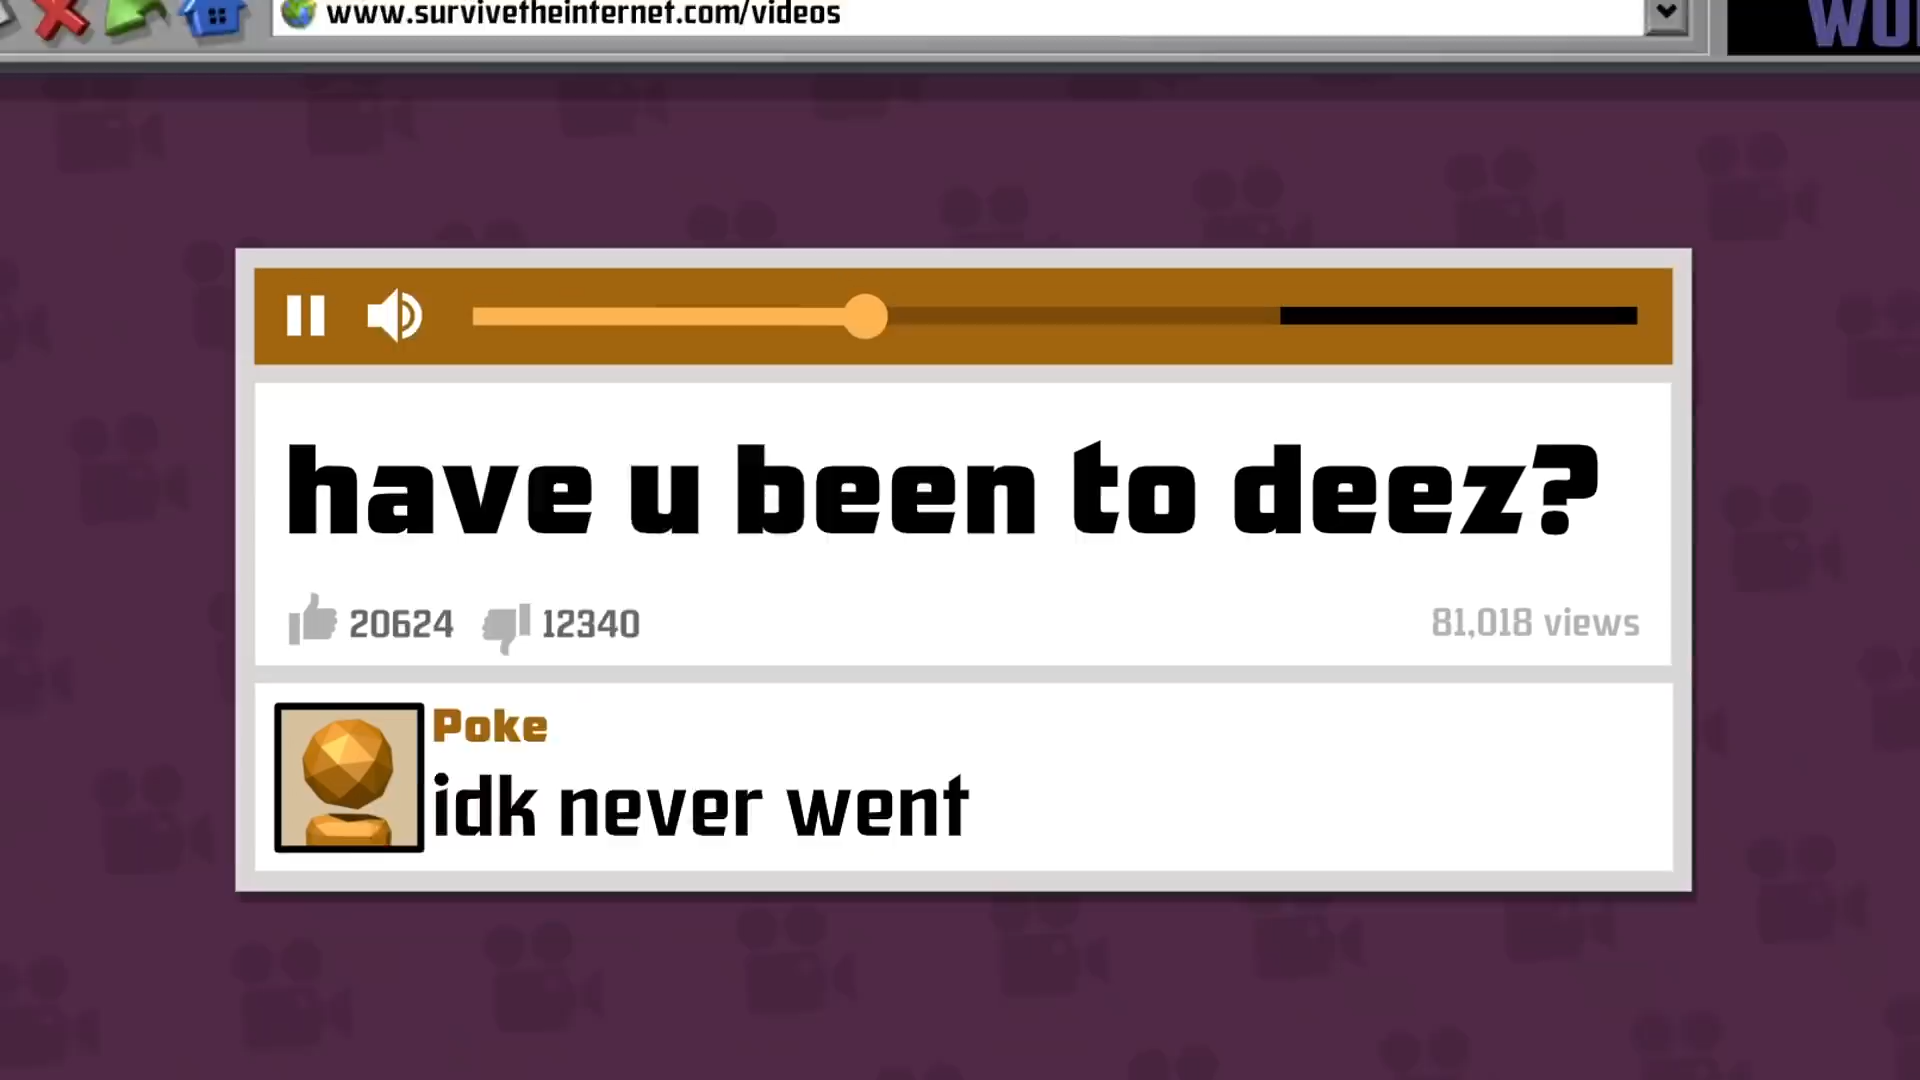 www.survivetheinternet.com/videos
have u been to deez?
20624 12340 81,018 views
Poke
idk never went